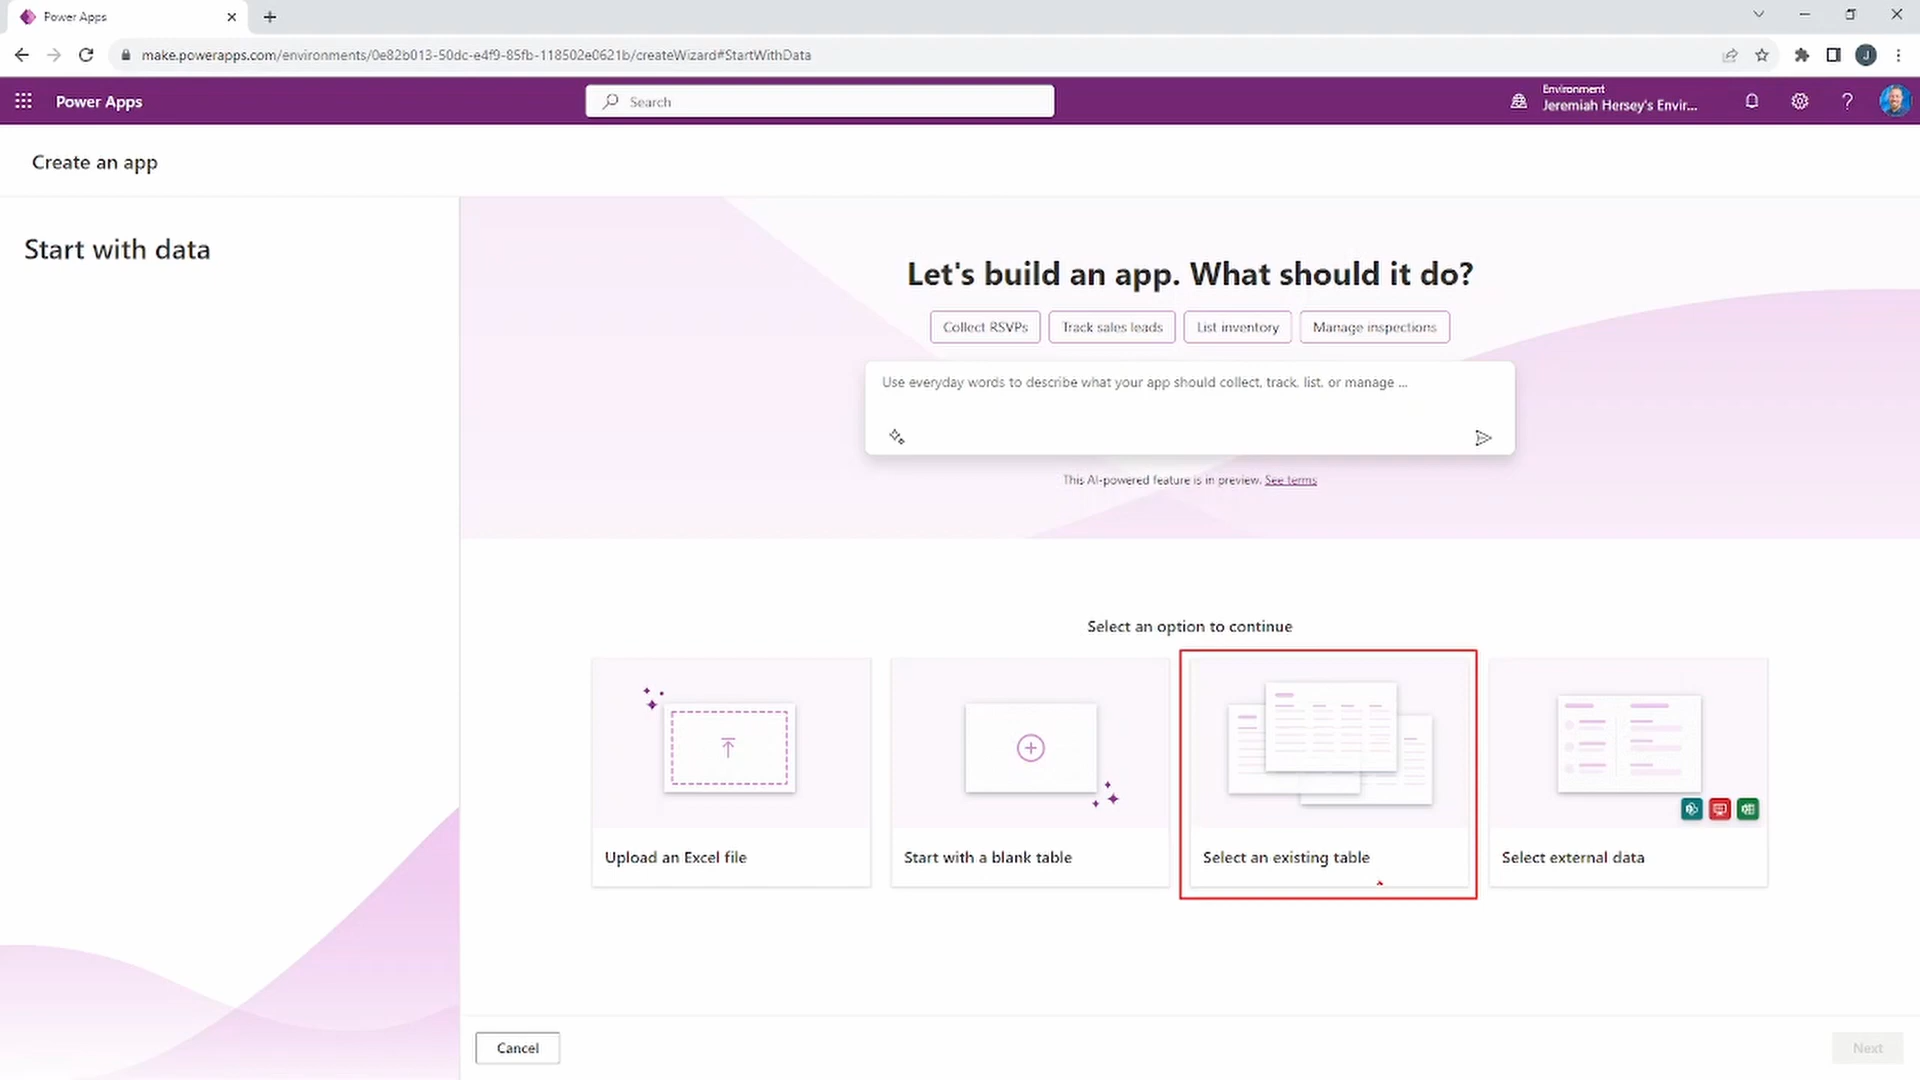 Power Apps
make.powerapps.com/environments/0e82b013-50dc-e4f9-85fb-118502e0621b/createWizard#StartWithData
J
Power Apps
Search
Environment
Jeremiah Hersey's Envir...
?
Create an app
Start with data
Let's build an app. What should it do?
Collect RSVPs
Track sales leads
List inventory
Manage inspections
Use everyday words to describe what your app should collect, track, list, or manage ...
This AI-powered feature is in preview. See terms
Select an option to continue
Upload an Excel file
Start with a blank table
Select an existing table
Select external data
Cancel
Next